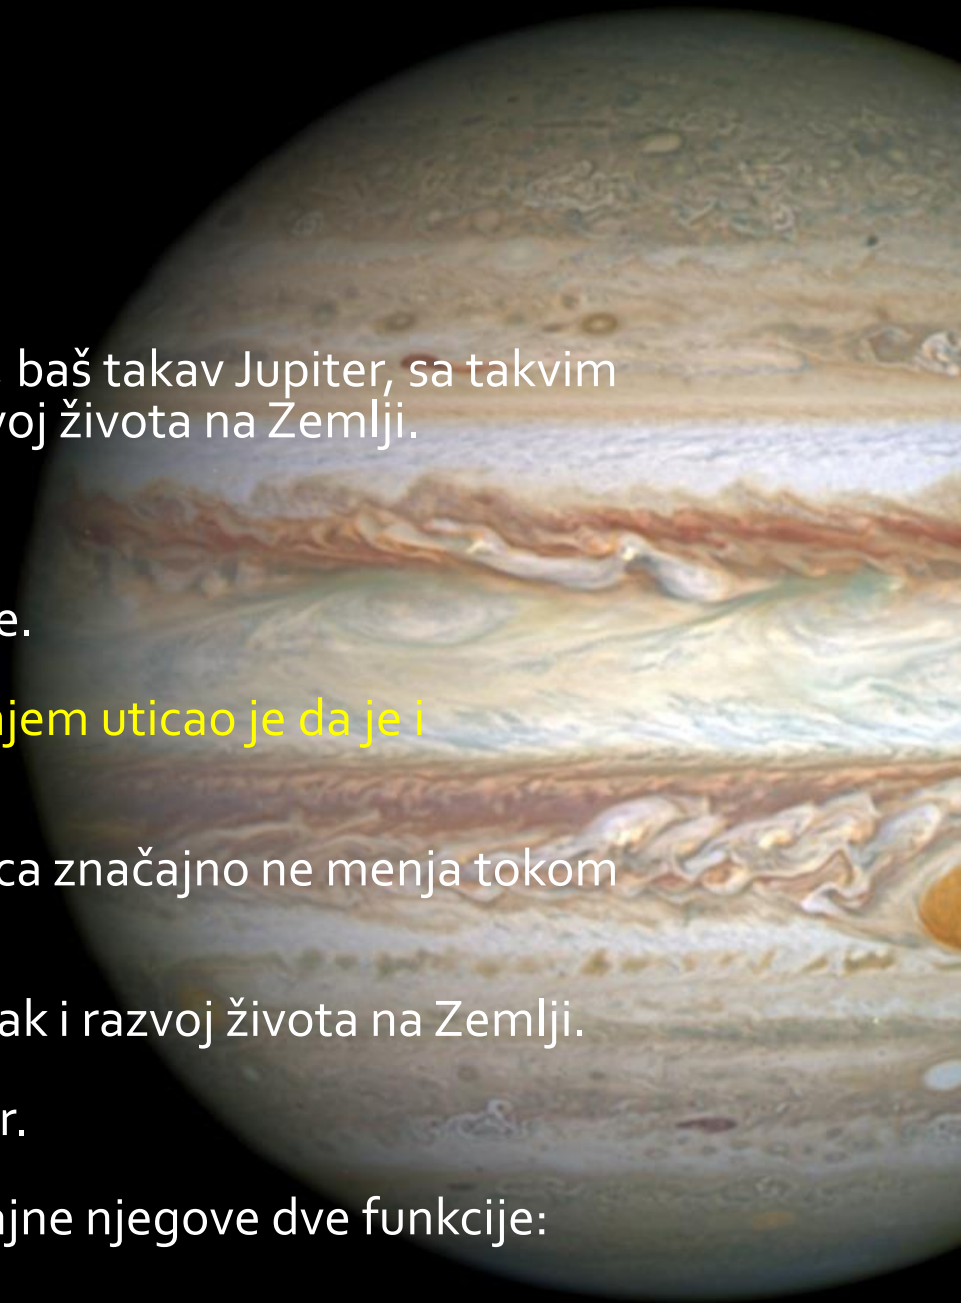 baš takav Jupiter, sa takvim
voj života na Zemlji.
e.
njem uticao je da je i
ca značajno ne menja tokom
ak i razvoj života na Zemlji.
r.
ajne njegove dve funkcije: